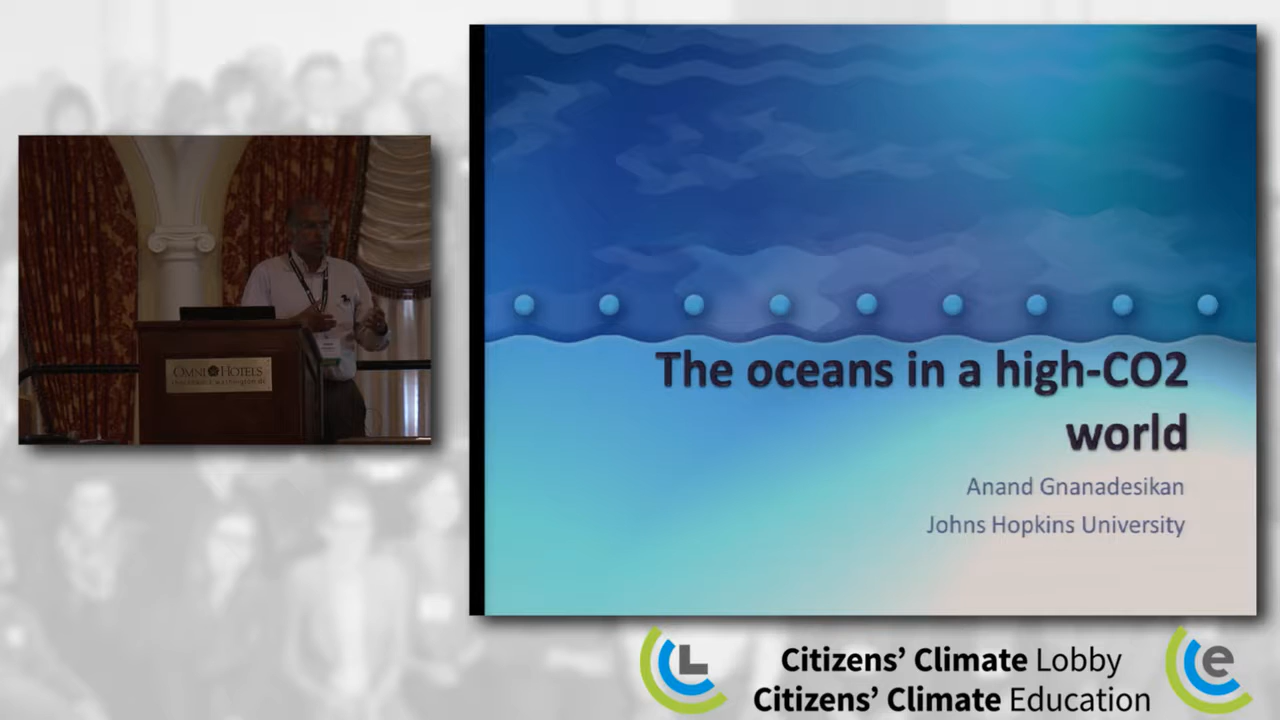 OMNI HOTELS
The oceans in a high-CO2
world
Anand Gnanadesikan
Johns Hopkins University
Citizens' Climate Lobby
Citizens' Climate Education